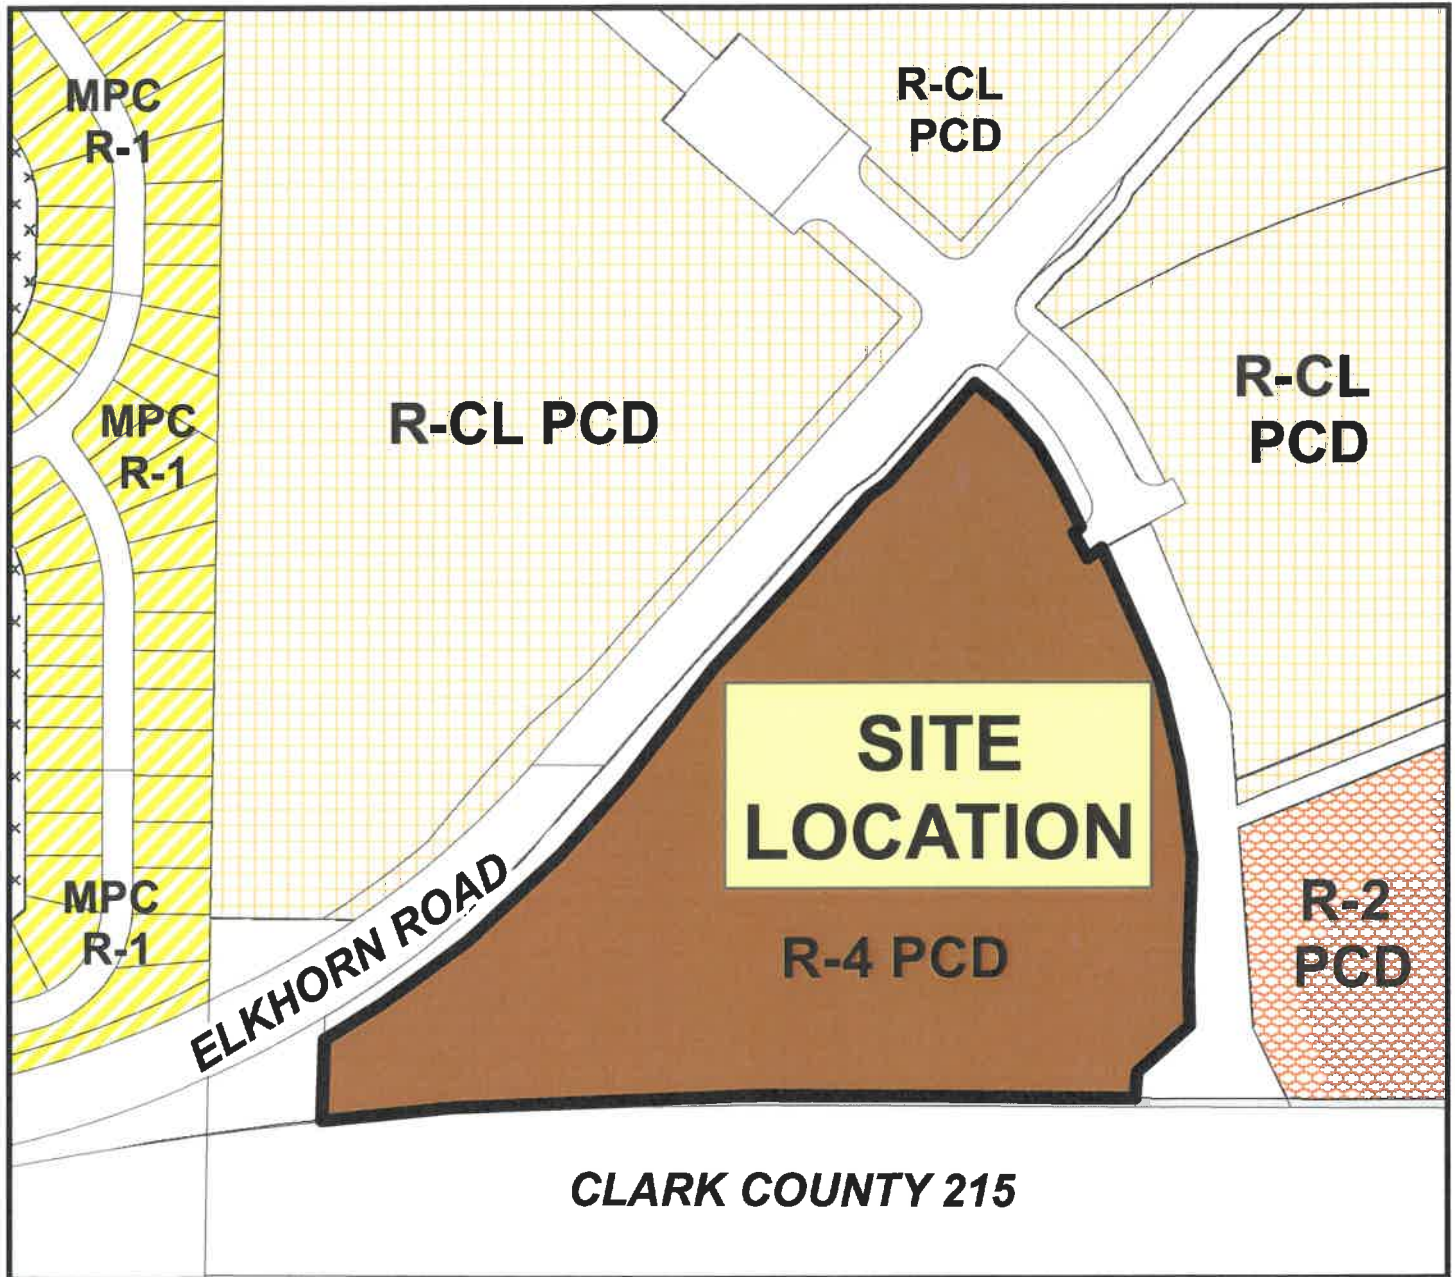 MPC
R-1
R-CL
PCD
MPC
R-1
R-CL PCD
R-CL
PCD
SITE
LOCATION
MPC
R-1
ELKHORN ROAD
R-4 PCD
R-2
PCD
CLARK COUNTY 215